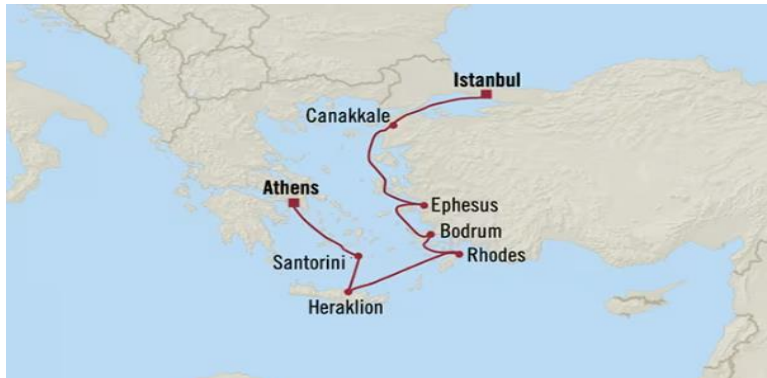 Istanbul
Canakkale
Athens
Ephesus
Bodrum
Santorini
Rhodes
Heraklion